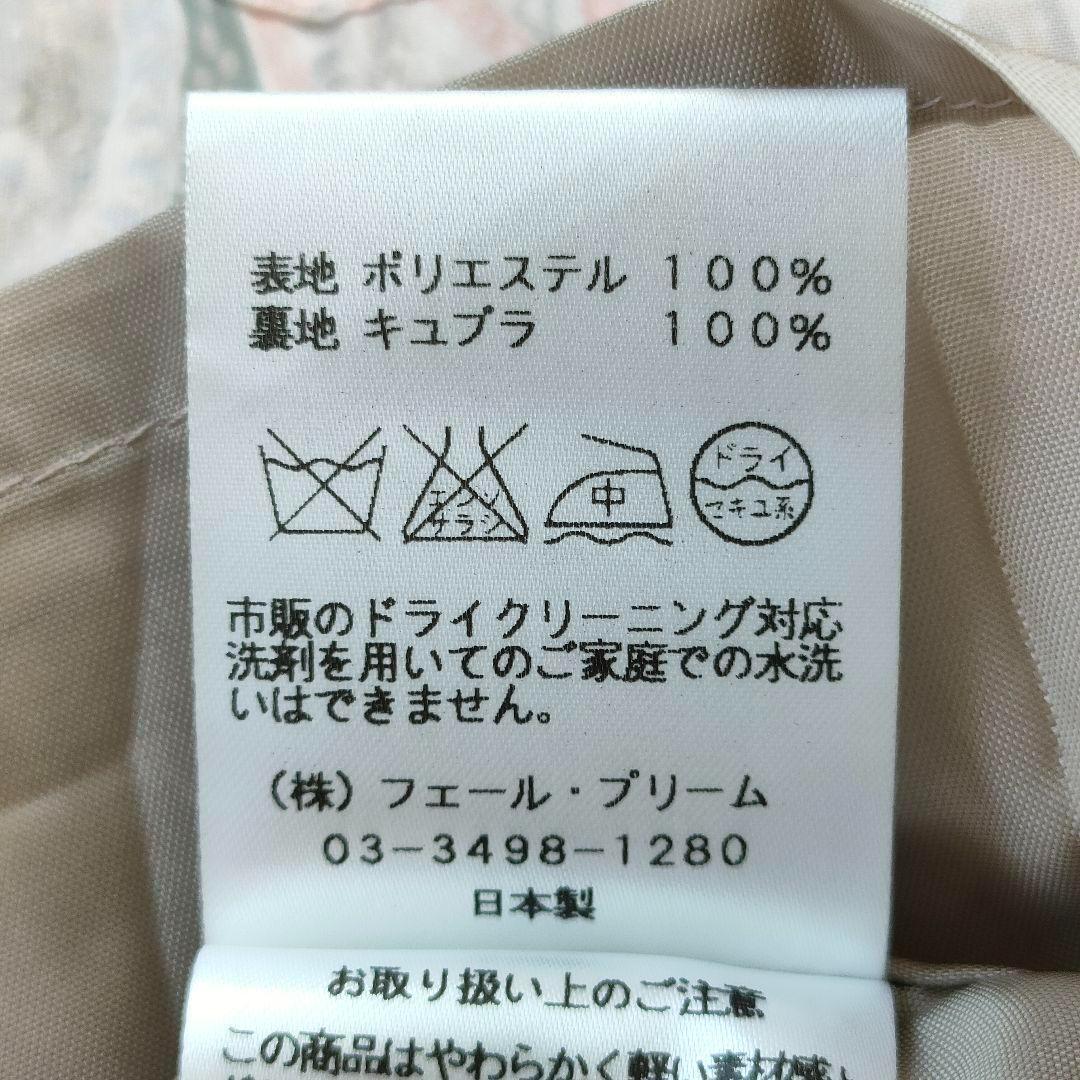 表地 ポリエステル 100%
裏地 キュプラ 100%
エンソ
サラシ
中
ドライ
セキユ系
市販のドライクリーニング対応
洗剤を用いてのご家庭での水洗
いはできません。
(株)フェール・プリーム
03-3498-1280
日本製
お取り扱い上のご注意
この商品はやわらかく軽い素材感